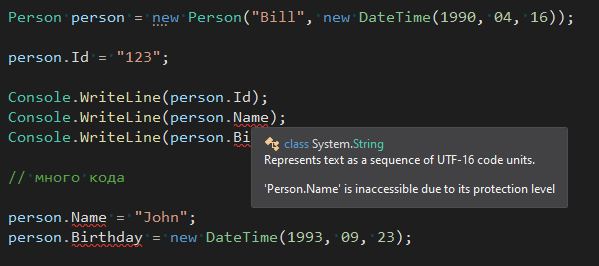 Person person = new Person("Bill", new DateTime(1990, 04, 16));
person.Id = "123";
Console.WriteLine(person.Id);
Console.WriteLine(person.Name);
Console.WriteLine(person.Bi
class System.String
Represents text as a sequence of UTF-16 code units.
'Person.Name' is inaccessible due to its protection level
// много кода
person.Name = "John";
person.Birthday = new DateTime(1993, 09, 23);